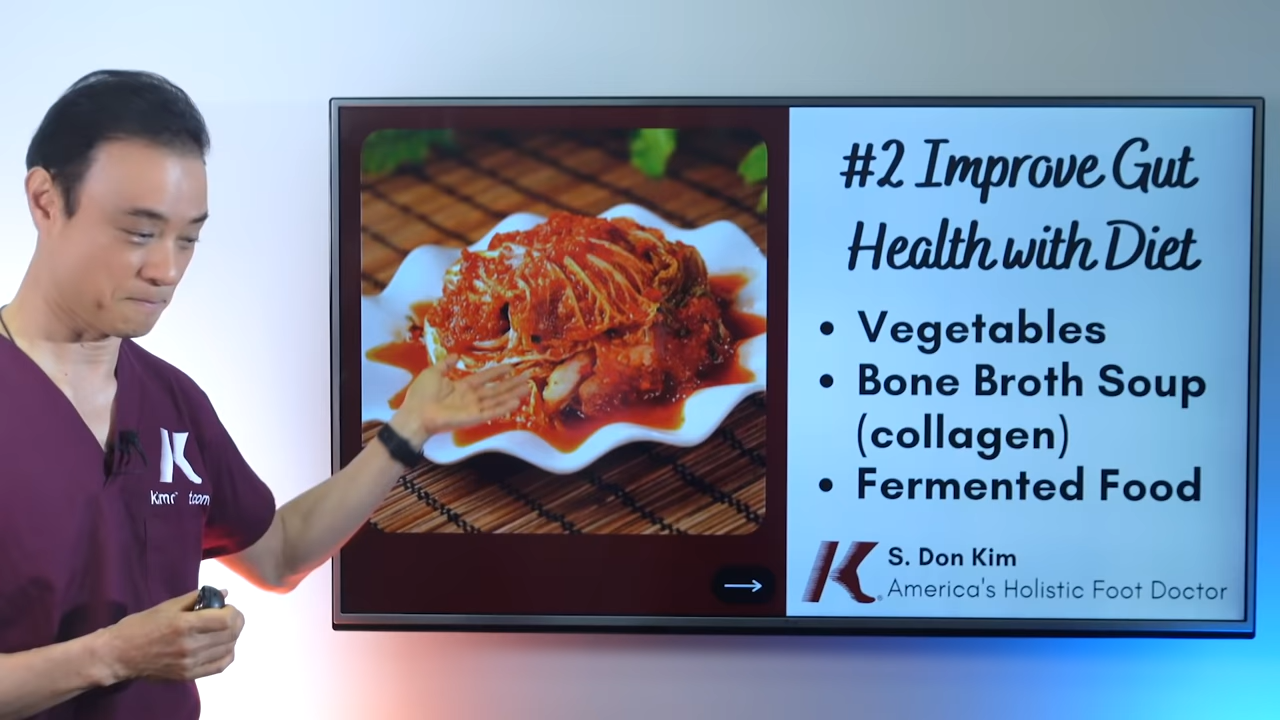 #2 Improve Gut
Health with Diet
• Vegetables
• Bone Broth Soup
(collagen)
• Fermented Food
K
S. Don Kim
America's Holistic Foot Doctor
K